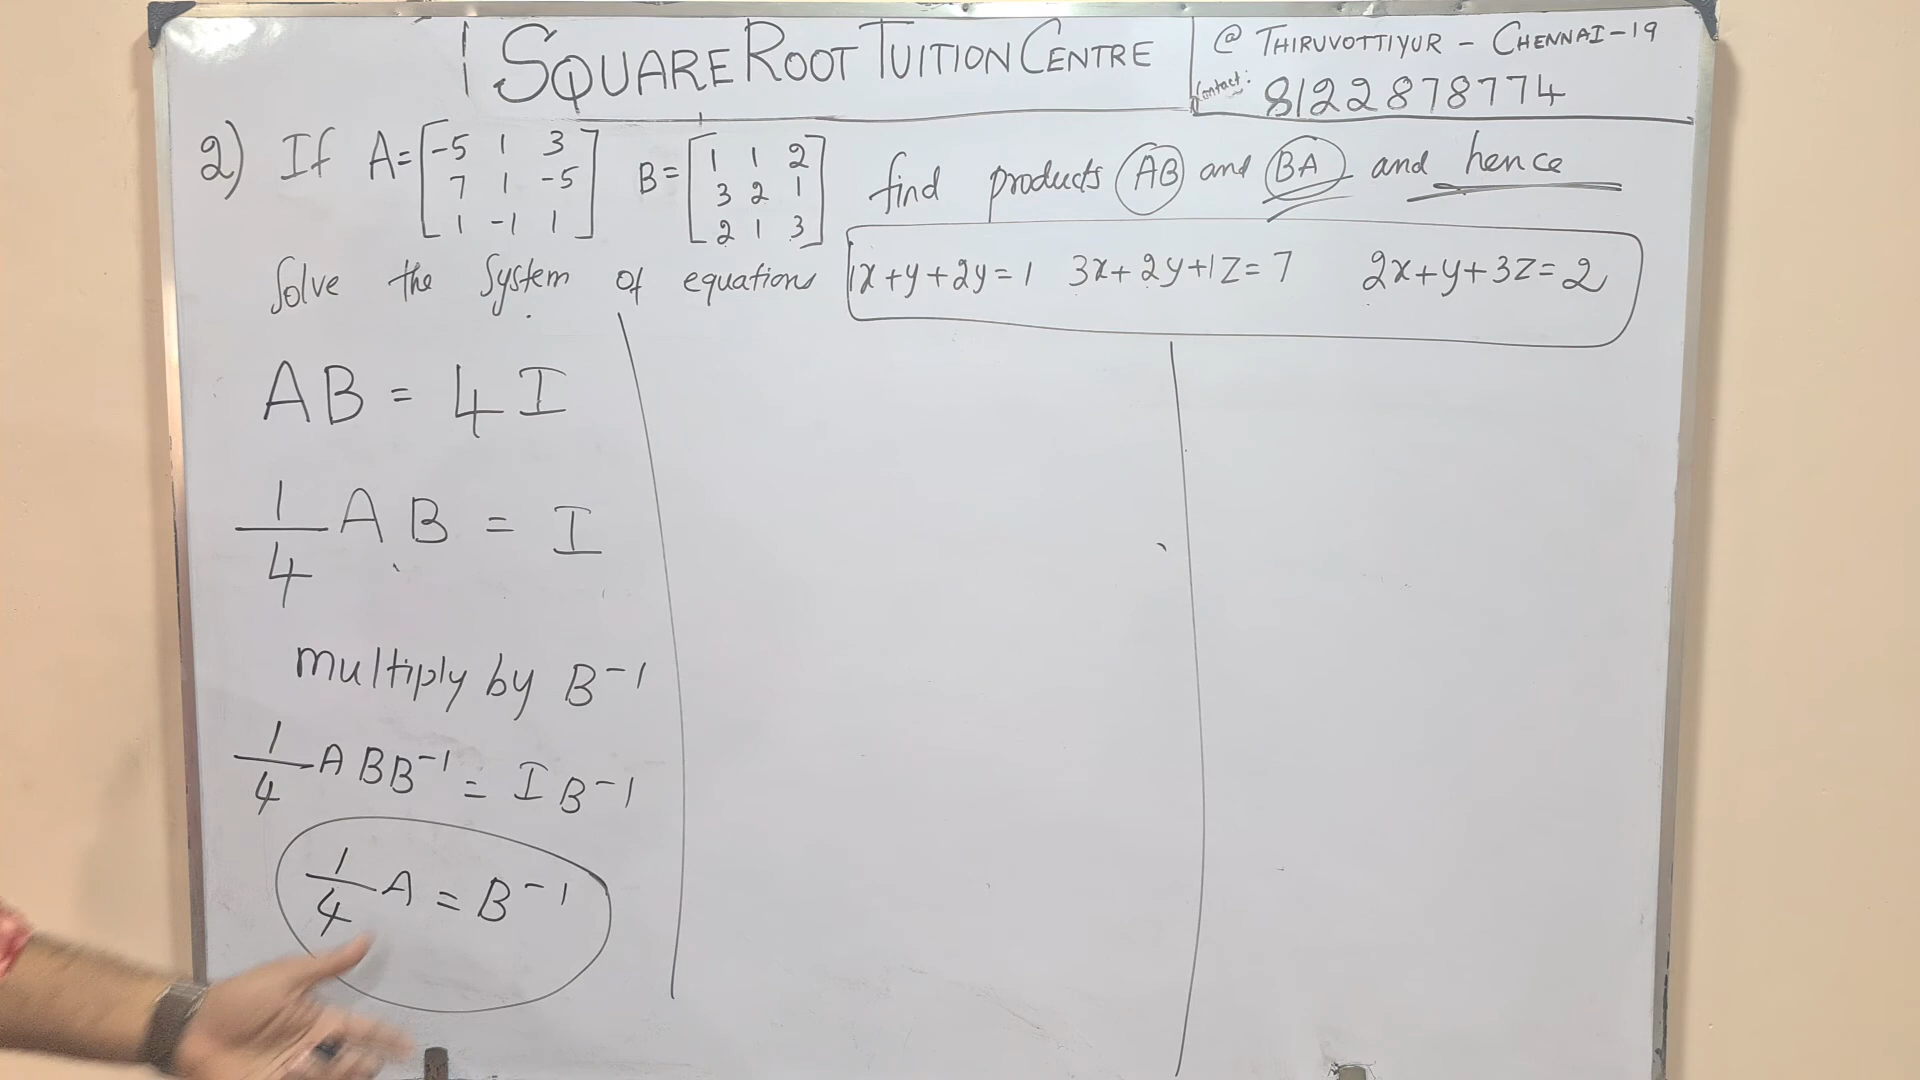 SQUARE ROOT TUITION CENTRE
@ THIRUVOTTIYUR - CHENNAI-19
Contact: 8122878774
2) If A = [-5 1 3 B = [1 1 2 find products AB and BA and hence
7 1 -5 3 2 1
1 -1 1] 2 1 3]
Solve the System of equations 1x+y+2y=1 3x+2y+1z=7 2x+y+3z=2
AB = 4I
1/4 AB = I
multiply by B⁻¹
1/4 ABB⁻¹ = IB⁻¹
1/4 A = B⁻¹